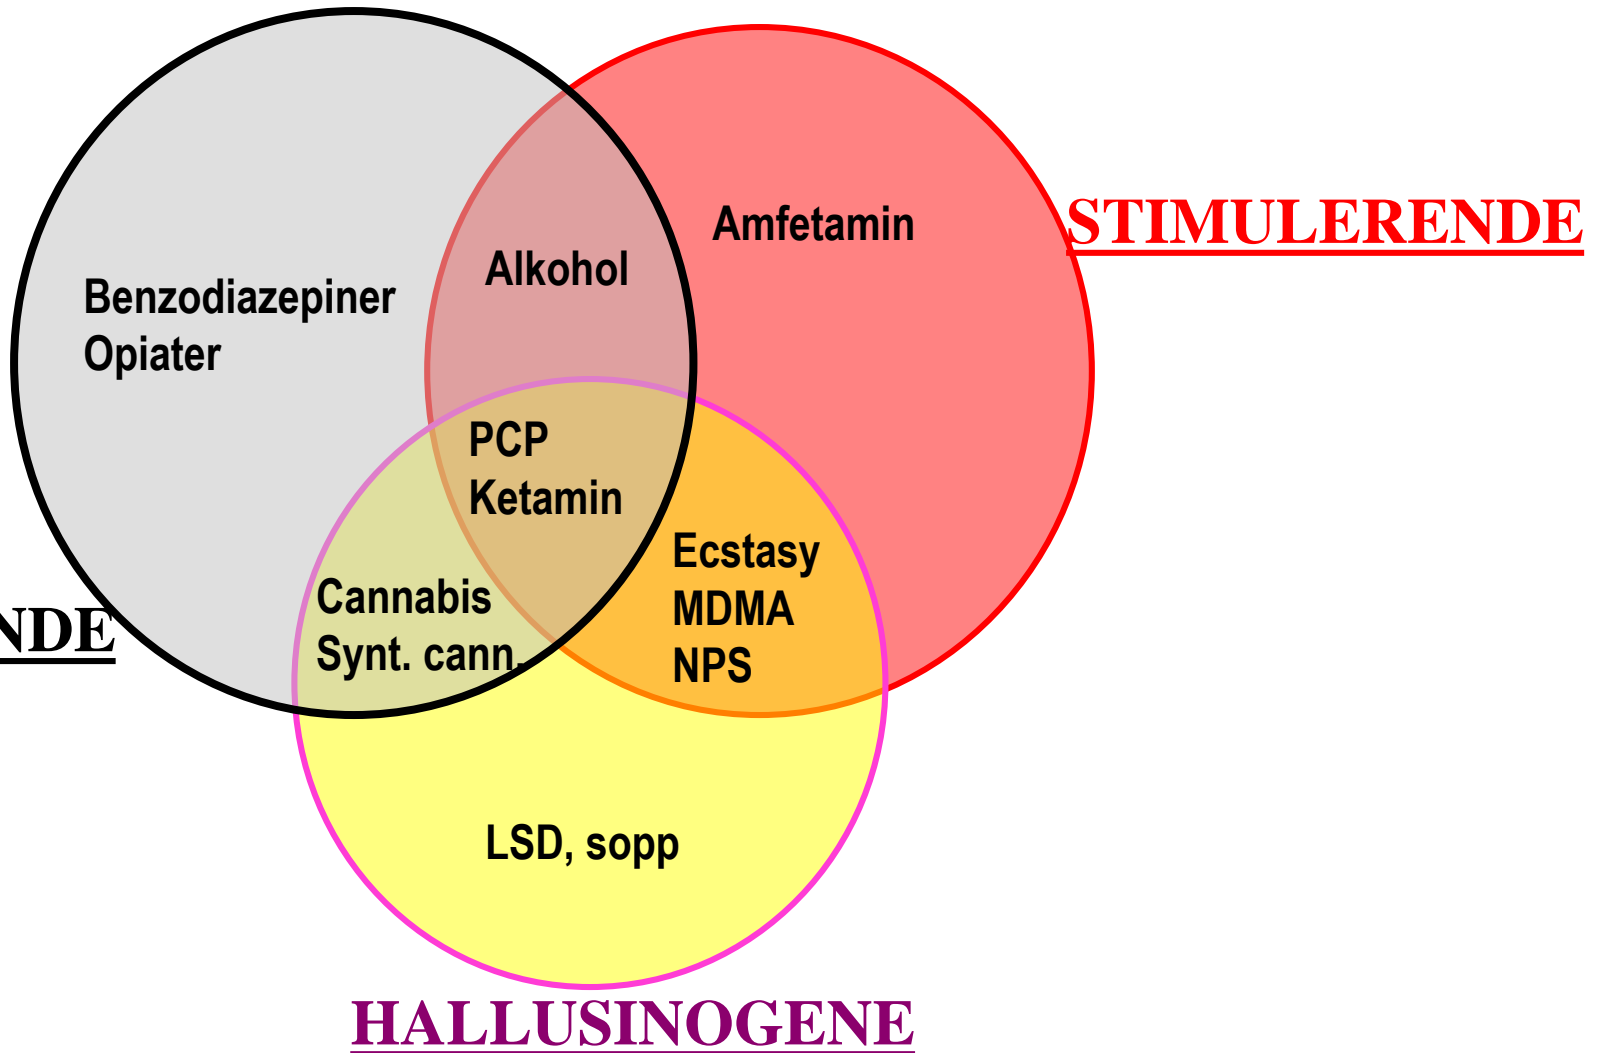 STIMULERENDE
Amfetamin
Alkohol
Benzodiazepiner
Opiater
PCP
Ketamin
Ecstasy
MDMA
NPS
Cannabis
Synt. cann.
NDE
LSD, sopp
HALLUSINOGENE